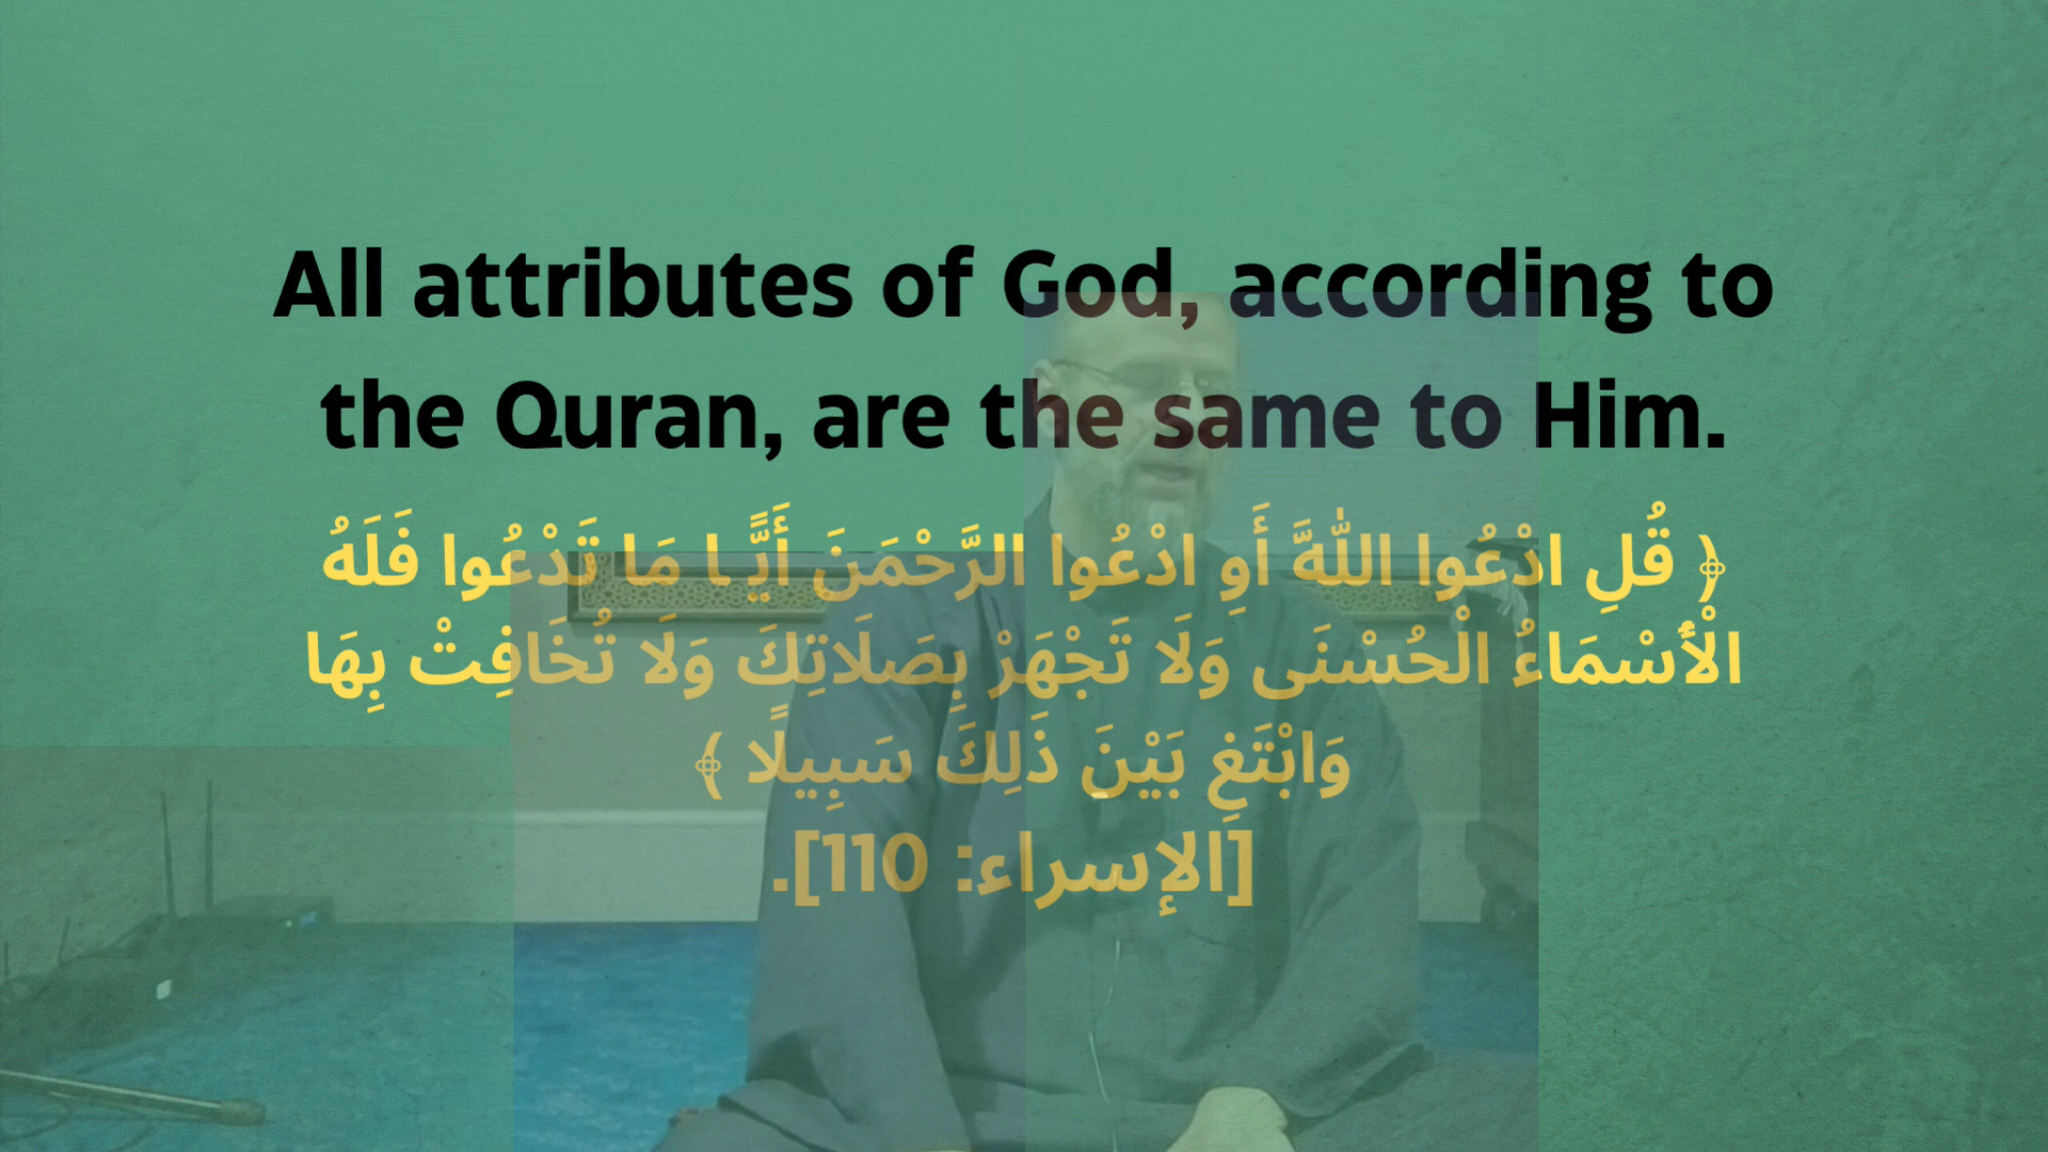 All attributes of God, according to
the Quran, are the same to Him.
﴿ قُلِ ادْعُوا اللَّهَ أَوِ ادْعُوا الرَّحْمَنَ أَيًّا مَا تَدْعُوا فَلَهُ
الْأَسْمَاءُ الْحُسْنَى وَلَا تَجْهَرْ بِصَلَاتِكَ وَلَا تُخَافِتْ بِهَا
وَابْتَغِ بَيْنَ ذَلِكَ سَبِيلًا ﴾
[الإسراء: 110].